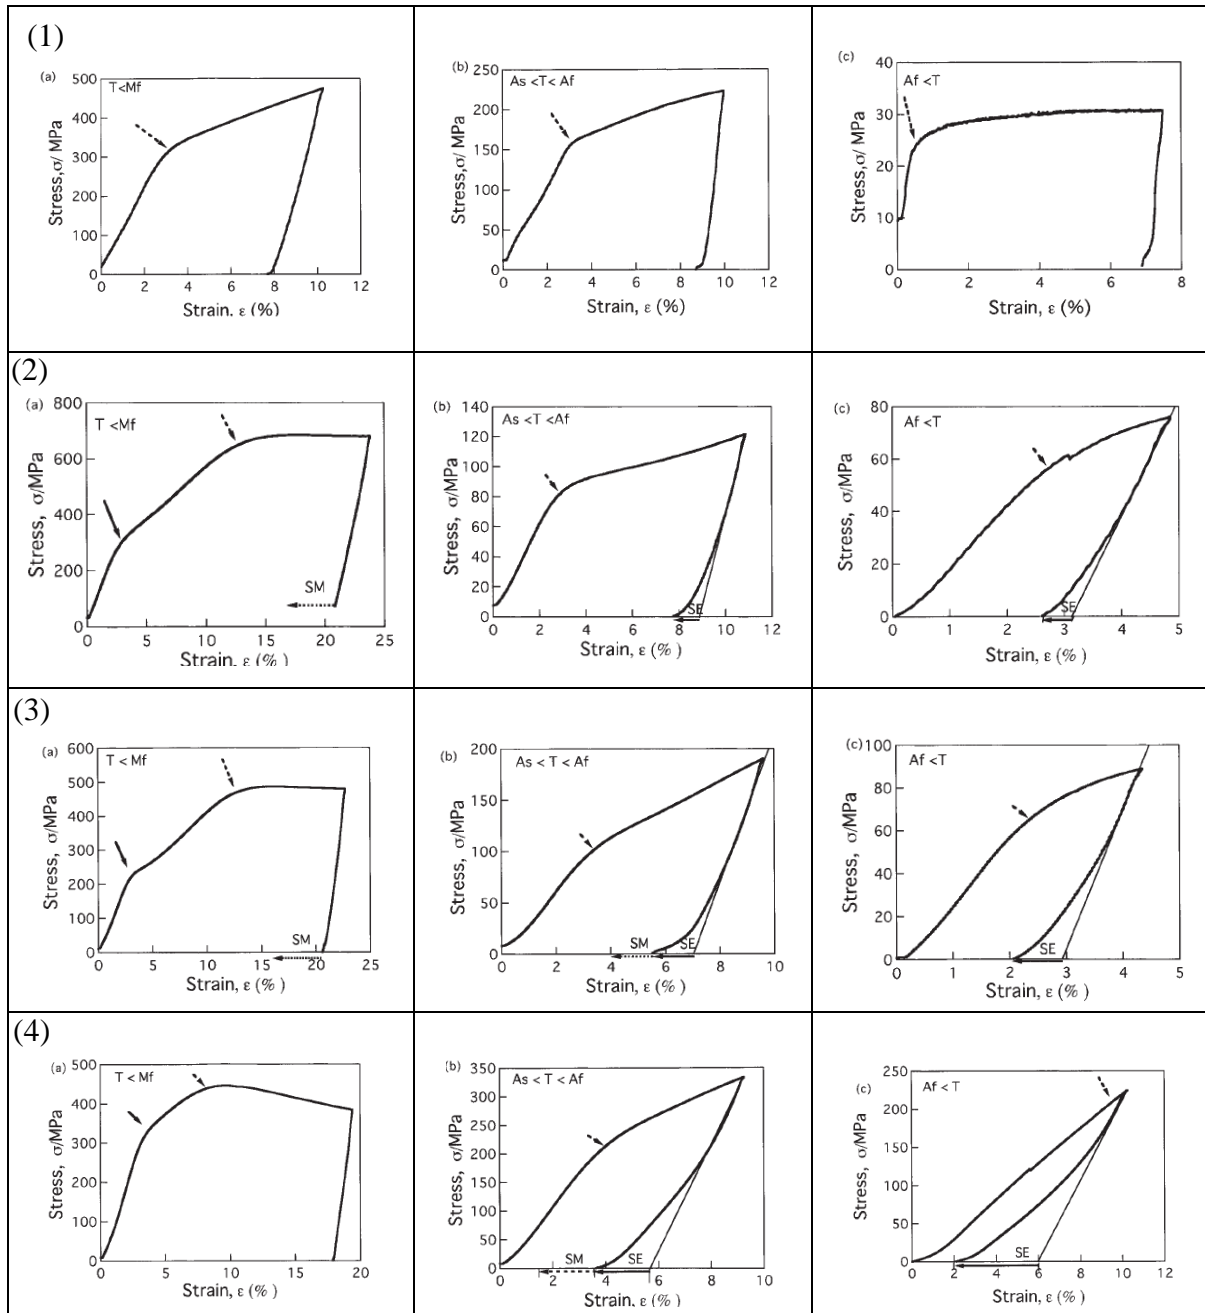 (1)
(a)
T<Mf
500
400
300
200
100
0
Stress,σ/ MPa
0 2 4 6 8 10 12
Strain. ε (%)
(b)
As <T< Af
250
200
150
100
50
0
Stress,σ/ MPa
0 2 4 6 8 10 12
Strain, ε (%)
(c)
Af <T
40
30
20
10
0
Stress,σ/ MPa
0 2 4 6 8
Strain, ε (%)
(2)
(a)
T <Mf
800
600
400
200
0
Stress, σ/MPa
SM
0 5 10 15 20 25
Strain, ε (% )
(b)
As <T <Af
140
120
100
80
60
40
20
0
Stress, σ/MPa
SE
0 2 4 6 8 10 12
Strain, ε (% )
(c)
Af <T
80
60
40
20
0
Stress, σ/MPa
SE
0 1 2 3 4 5
Strain, ε (% )
(3)
(a)
T < Mf
600
500
400
300
200
100
0
Stress, σ/MPa
SM
0 5 10 15 20 25
Strain, ε (% )
(b)
As < T < Af
200
150
100
50
0
Stress, σ/MPa
SM SE
0 2 4 6 8 10
Strain, ε (% )
(c)
Af <T
100
80
60
40
20
0
Stress, σ/MPa
SE
0 1 2 3 4 5
Strain, ε (% )
(4)
(a)
T < Mf
500
400
300
200
100
0
Stress, σ/MPa
0 5 10 15 20
Strain, ε (% )
(b)
As < T < Af
350
300
250
200
150
100
50
0
Stress, σ/MPa
SM SE
0 2 4 6 8 10
Strain, ε (% )
(c)
Af < T
250
200
150
100
50
0
Stress, σ/MPa
SE
0 2 4 6 8 10 12
Strain, ε (% )